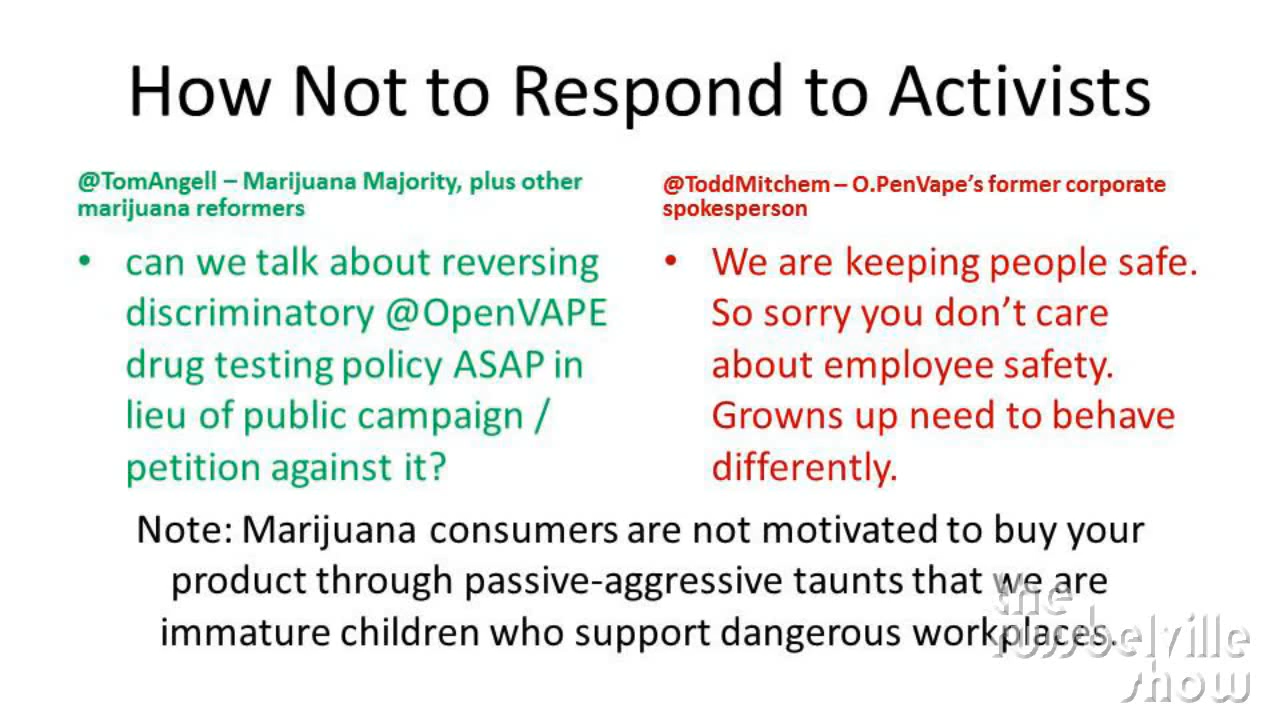 How Not to Respond to Activists
@TomAngell – Marijuana Majority, plus other
marijuana reformers
• can we talk about reversing
discriminatory @OpenVAPE
drug testing policy ASAP in
lieu of public campaign /
petition against it?
@ToddMitchem – O.PenVape’s former corporate
spokesperson
• We are keeping people safe.
So sorry you don’t care
about employee safety.
Growns up need to behave
differently.
Note: Marijuana consumers are not motivated to buy your
product through passive-aggressive taunts that we are
immature children who support dangerous workplaces.
the
russbelville
show